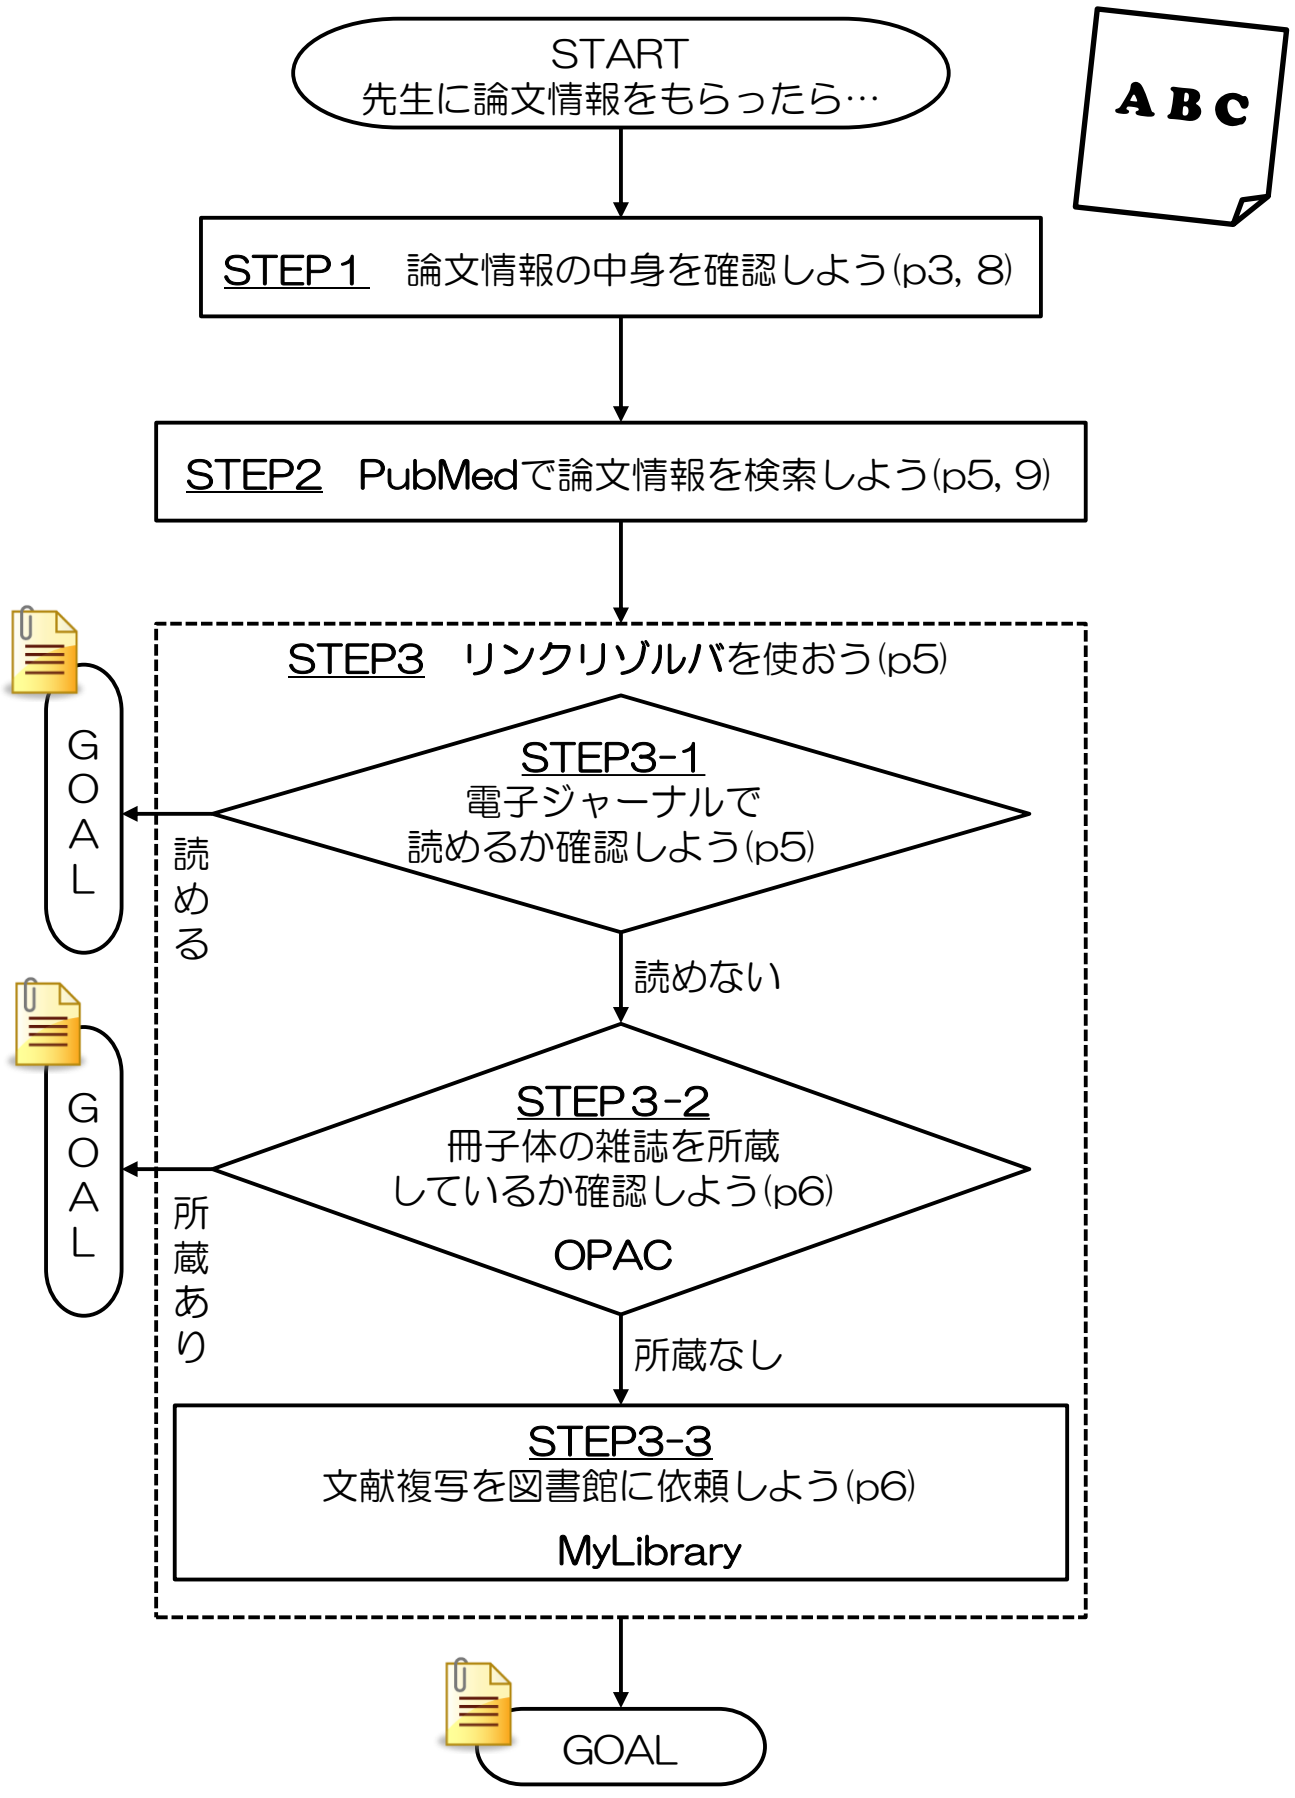 START
先生に論文情報をもらったら…
ABC
STEP1 論文情報の中身を確認しよう(p3, 8)
STEP2 PubMedで論文情報を検索しよう(p5, 9)
STEP3 リンクリゾルバを使おう(p5)
STEP3-1
電子ジャーナルで
読めるか確認しよう(p5)
読める
GOAL
読めない
STEP3-2
冊子体の雑誌を所蔵
しているか確認しよう(p6)
OPAC
所蔵あり
GOAL
所蔵なし
STEP3-3
文献複写を図書館に依頼しよう(p6)
MyLibrary
GOAL